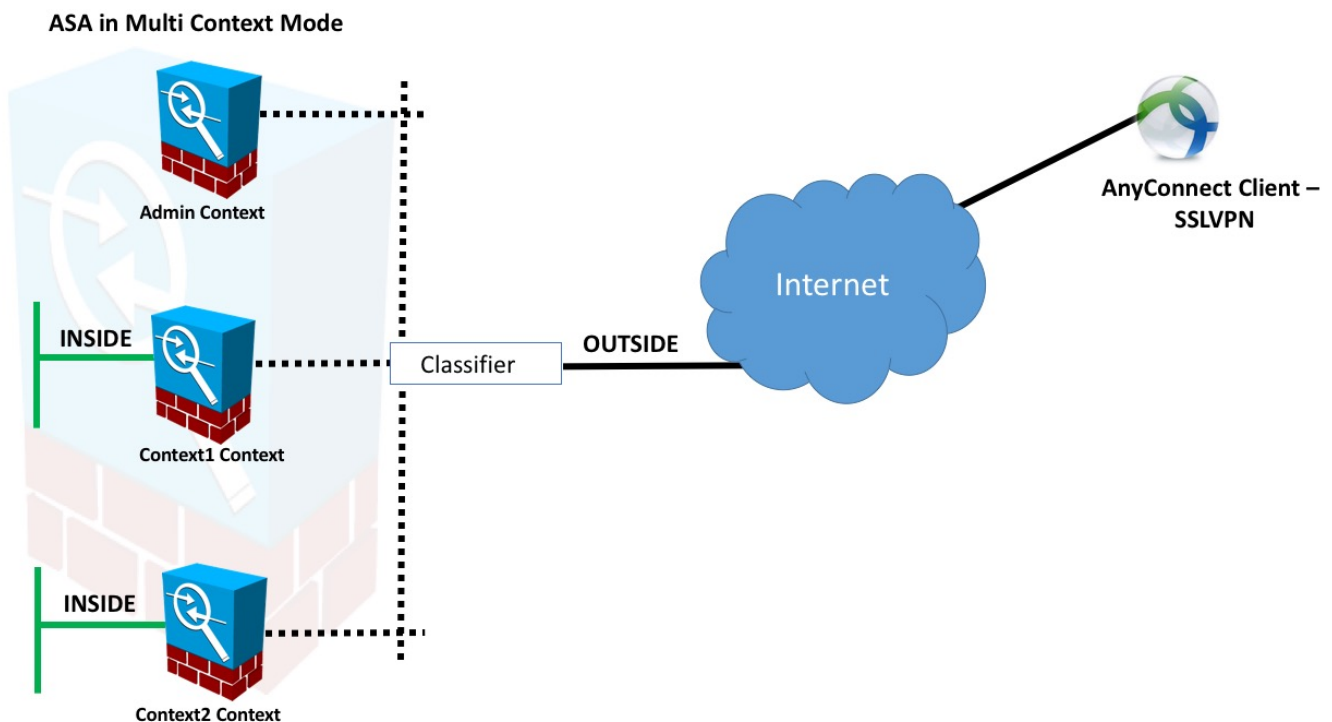 ASA in Multi Context Mode
Admin Context
INSIDE
Context1 Context
Classifier
OUTSIDE
Internet
AnyConnect Client –
SSLVPN
INSIDE
Context2 Context